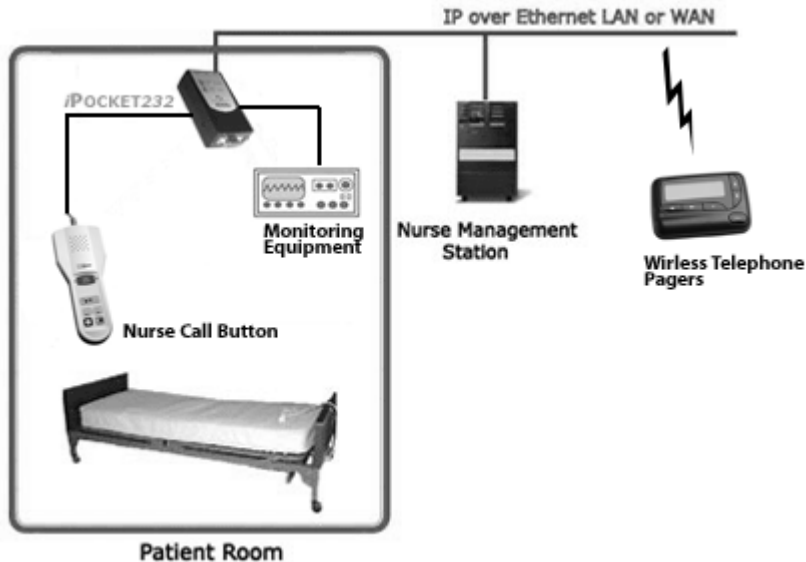 IP over Ethernet LAN or WAN
iPOCKET232
Monitoring
Equipment
Nurse Management
Station
Wirless Telephone
Pagers
Nurse Call Button
Patient Room